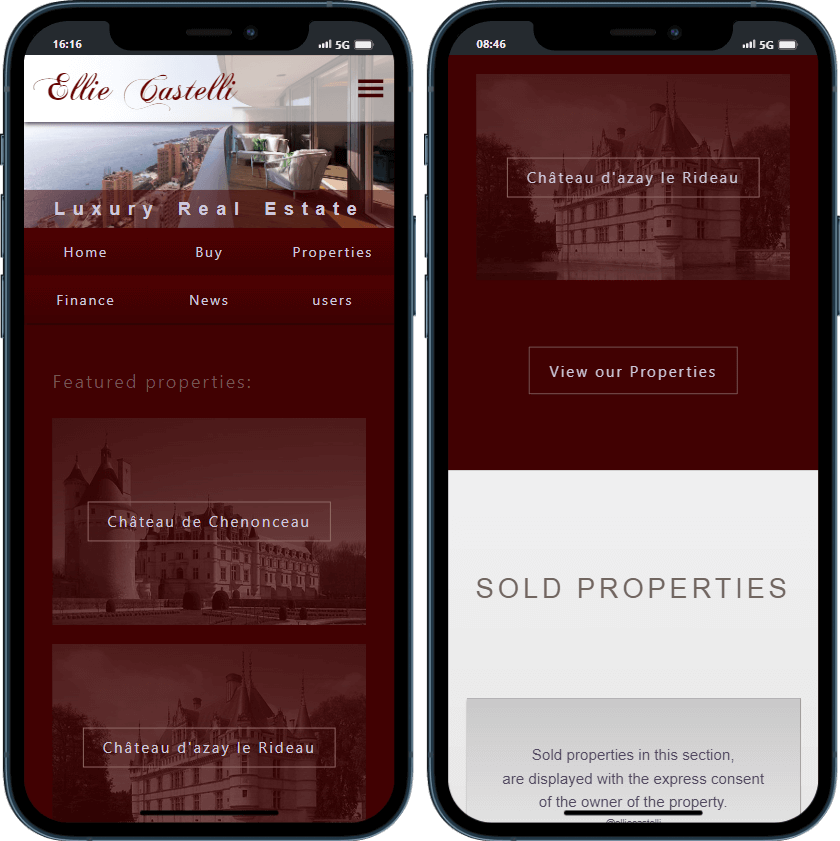 16:16
5G
Ellie Castelli
Luxury Real Estate
Home Buy Properties
Finance News users
Featured properties:
Château de Chenonceau
Château d'azay le Rideau
08:46
5G
Château d'azay le Rideau
View our Properties
SOLD PROPERTIES
Sold properties in this section,
are displayed with the express consent
of the owner of the property.